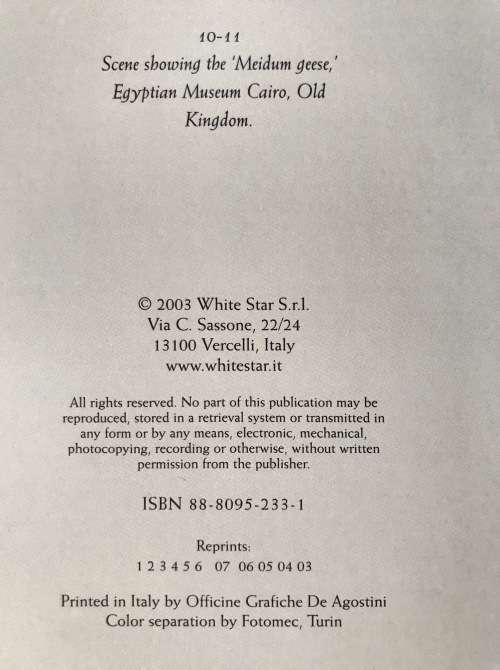 10-11
Scene showing the 'Meidum geese,'
Egyptian Museum Cairo, Old
Kingdom.
© 2003 White Star S.r.l.
Via C. Sassone, 22/24
13100 Vercelli, Italy
www.whitestar.it
All rights reserved. No part of this publication may be
reproduced, stored in a retrieval system or transmitted in
any form or by any means, electronic, mechanical,
photocopying, recording or otherwise, without written
permission from the publisher.
ISBN 88-8095-233-1
Reprints:
1 2 3 4 5 6 07 06 05 04 03
Printed in Italy by Officine Grafiche De Agostini
Color separation by Fotomec, Turin